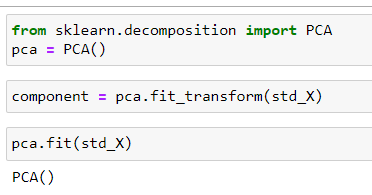 from sklearn.decomposition import PCA
pca = PCA()
component = pca.fit_transform(std_X)
pca.fit(std_X)
PCA()